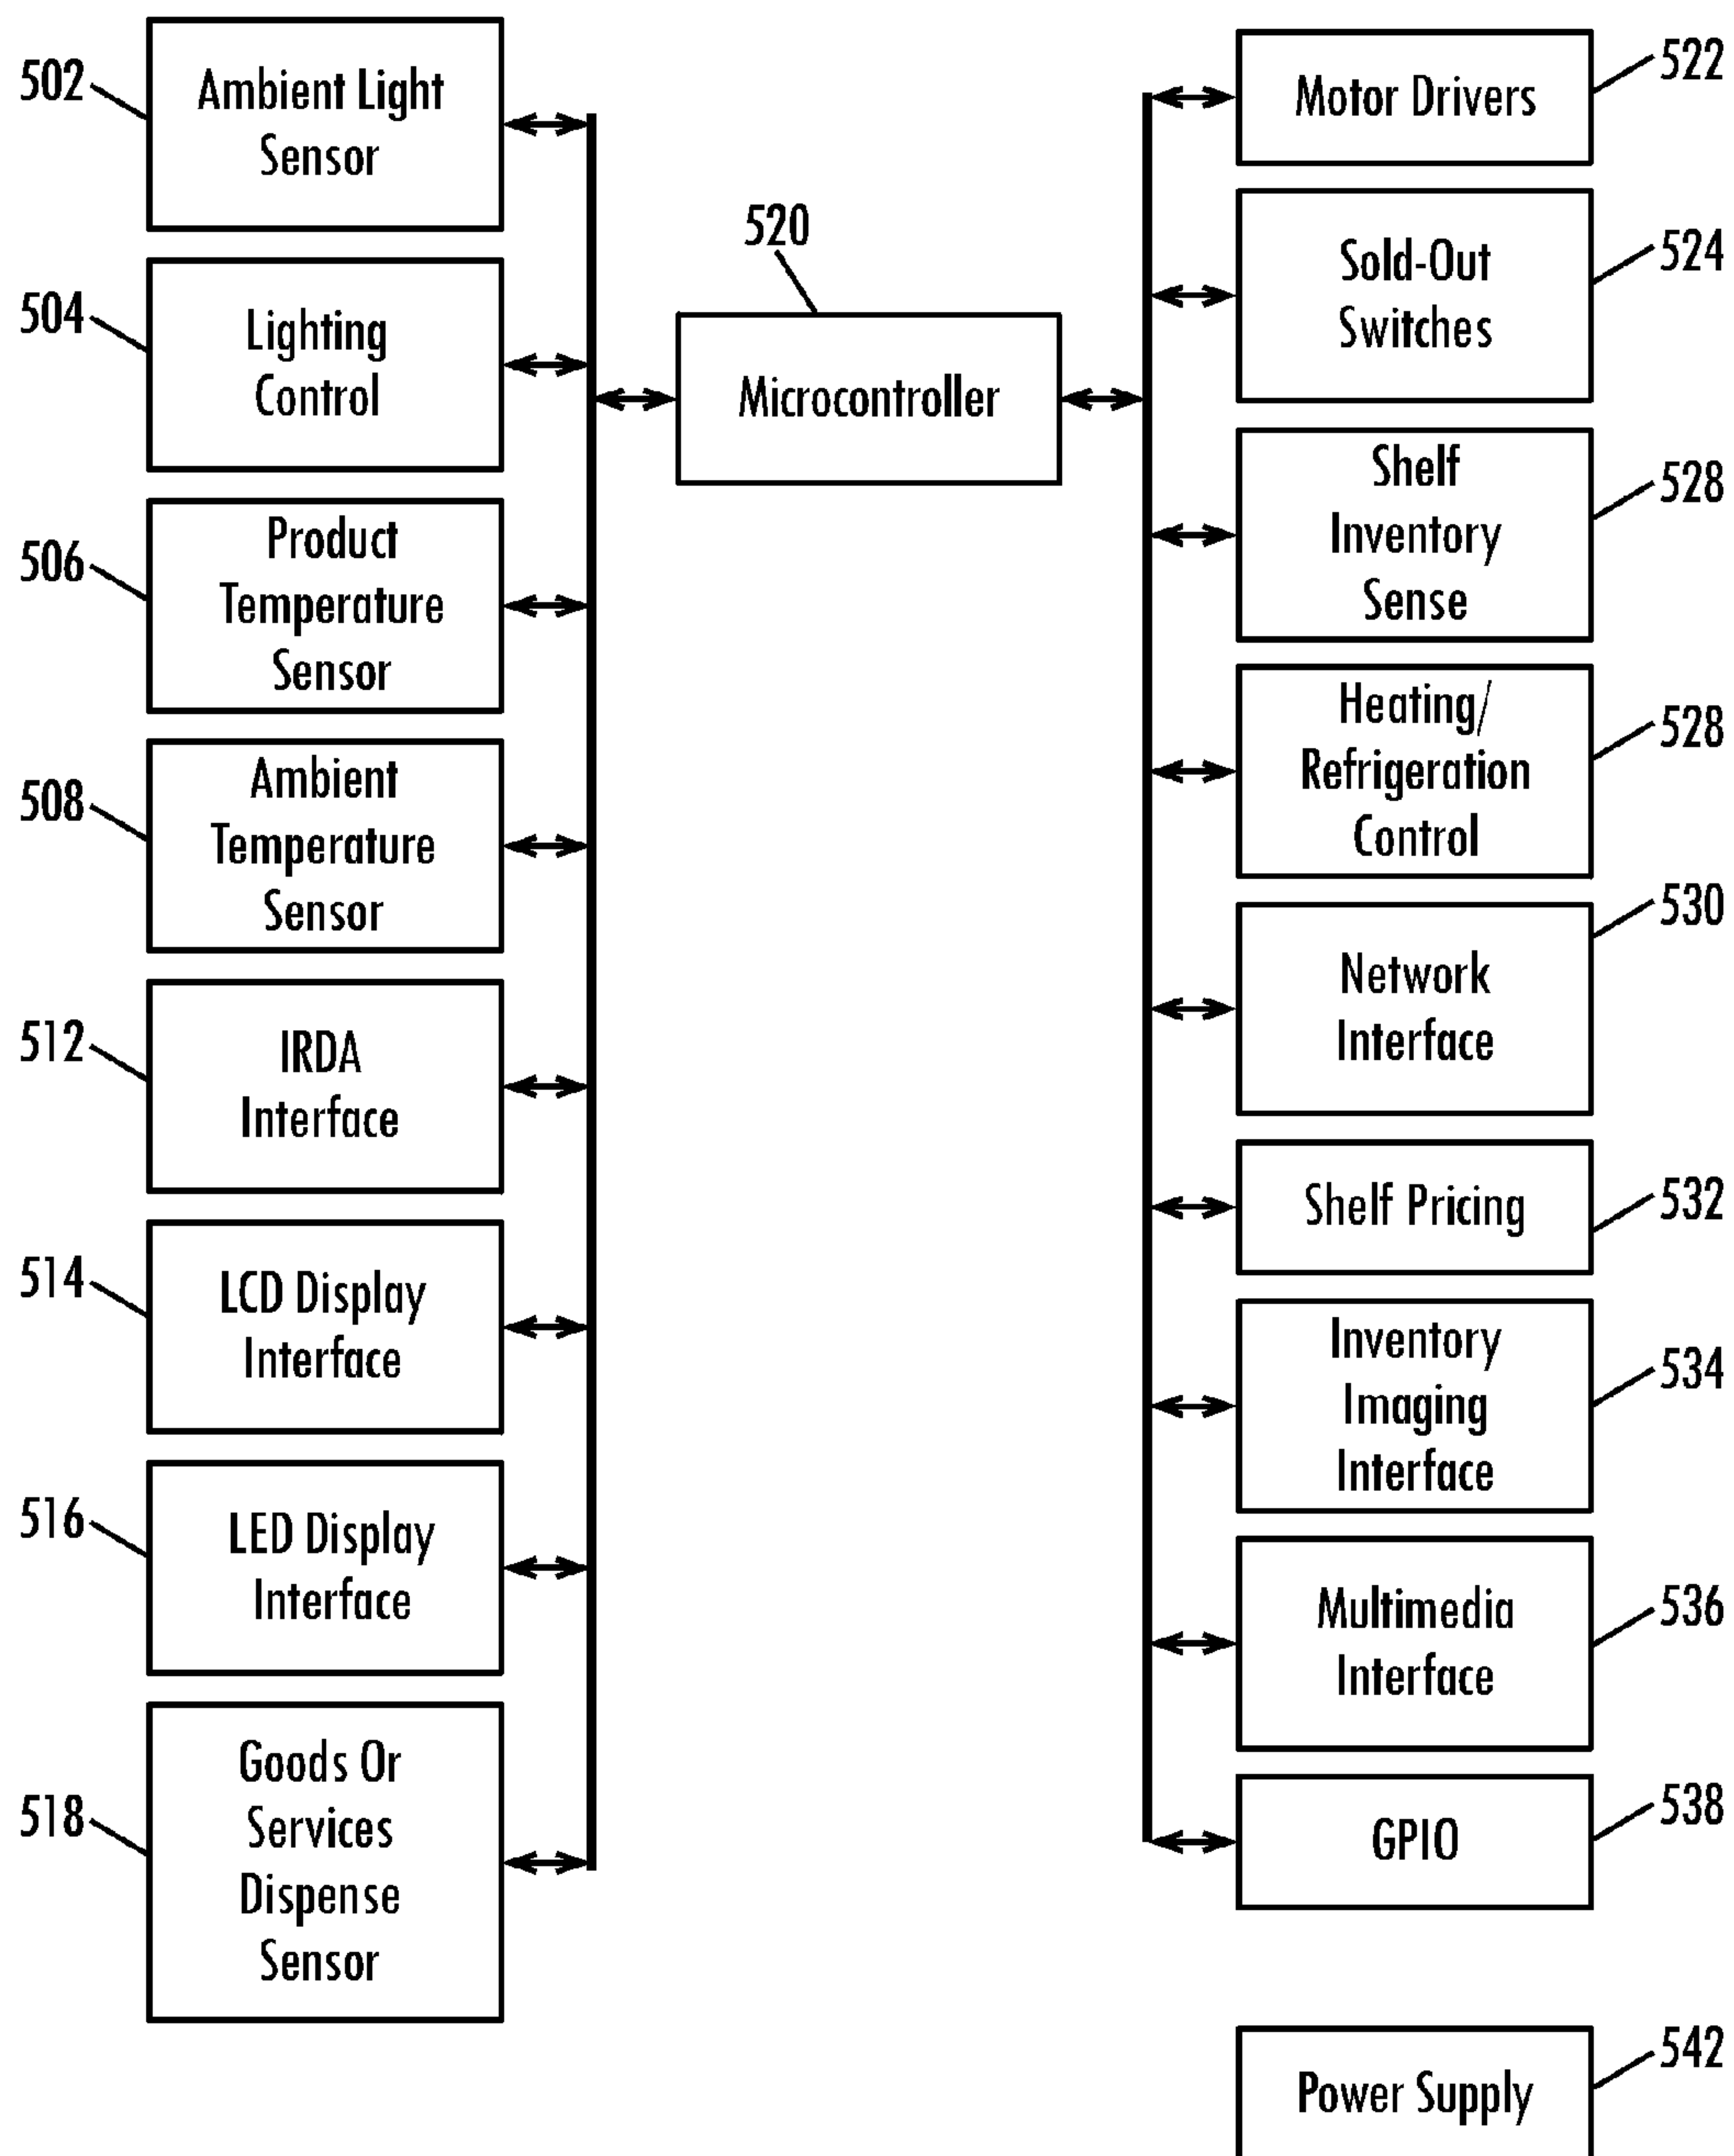 502
Ambient Light
Sensor
504
Lighting
Control
506
Product
Temperature
Sensor
508
Ambient
Temperature
Sensor
512
IRDA
Interface
514
LCD Display
Interface
516
LED Display
Interface
518
Goods Or
Services
Dispense
Sensor
520
Microcontroller
Motor Drivers
522
Sold-Out
Switches
524
Shelf
Inventory
Sense
528
Heating/
Refrigeration
Control
528
Network
Interface
530
Shelf Pricing
532
Inventory
Imaging
Interface
534
Multimedia
Interface
536
GPIO
538
Power Supply
542